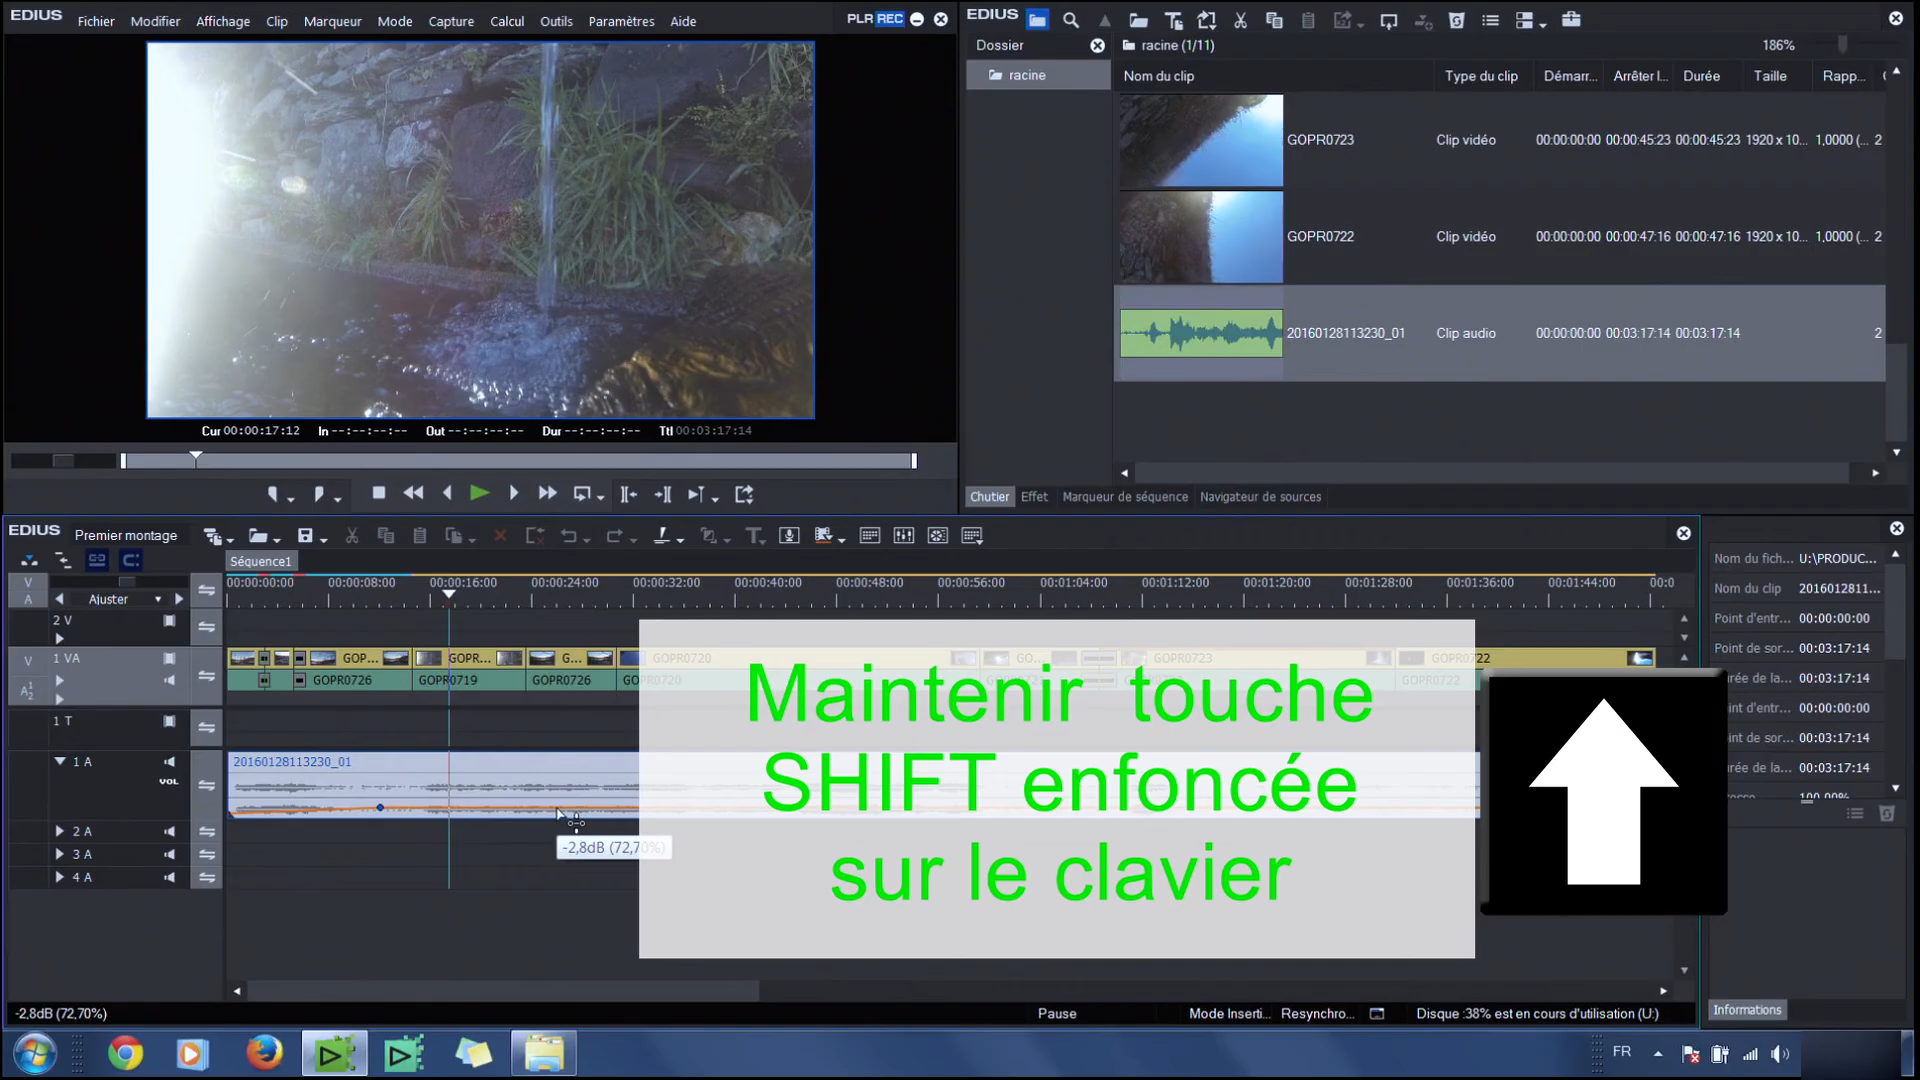 EDIUS Fichier Modifier Affichage Clip Marqueur Mode Capture Calcul Outils Paramètres Aide PLR REC
Cur 00:00:17:12 In --:--:--:-- Out --:--:--:-- Dur --:--:--:-- Ttl 00:03:17:14
EDIUS
Dossier racine (1/11) 186%
racine
Nom du clip Type du clip Démarr... Arrêter l... Durée Taille Rapp...
GOPR0723 Clip vidéo 00:00:00:00 00:00:45:23 00:00:45:23 1920 x 10... 1,0000 (... 2
GOPR0722 Clip vidéo 00:00:00:00 00:00:47:16 00:00:47:16 1920 x 10... 1,0000 (... 2
20160128113230_01 Clip audio 00:00:00:00 00:03:17:14 00:03:17:14 2
Chutier Effet Marqueur de séquence Navigateur de sources
EDIUS Premier montage
Séquence1
00:00:00:00 00:00:08:00 00:00:16:00 00:00:24:00 00:00:32:00 00:00:40:00 00:00:48:00 00:00:56:00 00:01:04:00 00:01:12:00 00:01:20:00 00:01:28:00 00:01:36:00 00:01:44:00 00:0
V
A Ajuster
2 V
V 1 VA GOP... GOPR... G... GOPR0720 GO... GOPR0723 GOPR0722
A1 2 GOPR0726 GOPR0719 GOPR0726 GOPR0720 GOPR0722
1 T
1 A 20160128113230_01
VOL
2 A
3 A
4 A
-2,8dB (72,70%)
Maintenir touche
SHIFT enfoncée
sur le clavier
Nom du fich... U:\PRODUC...
Nom du clip 2016012811...
Point d'entr... 00:00:00:00
Point de sor... 00:03:17:14
urée de la... 00:03:17:14
oint d'entr... 00:00:00:00
oint de sor... 00:03:17:14
urée de la... 00:03:17:14
100,00%
Informations
-2,8dB (72,70%) Pause Mode Inserti... Resynchro... Disque :38% est en cours d'utilisation (U:)
FR